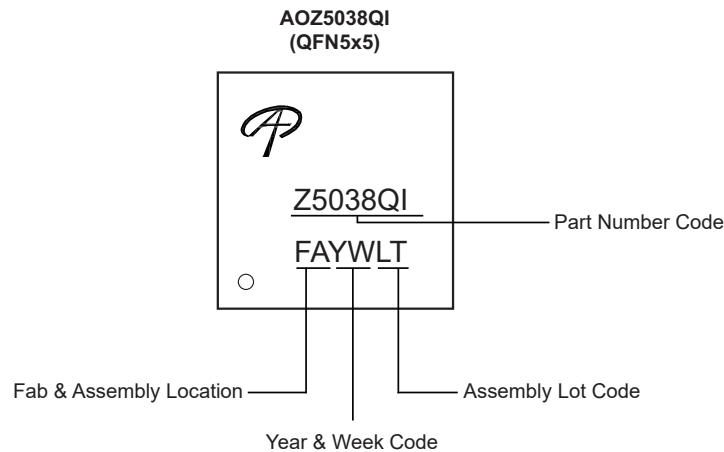 AOZ5038QI
(QFN5x5)
Z5038QI
Part Number Code
FAYWLT
Fab & Assembly Location
Assembly Lot Code
Year & Week Code